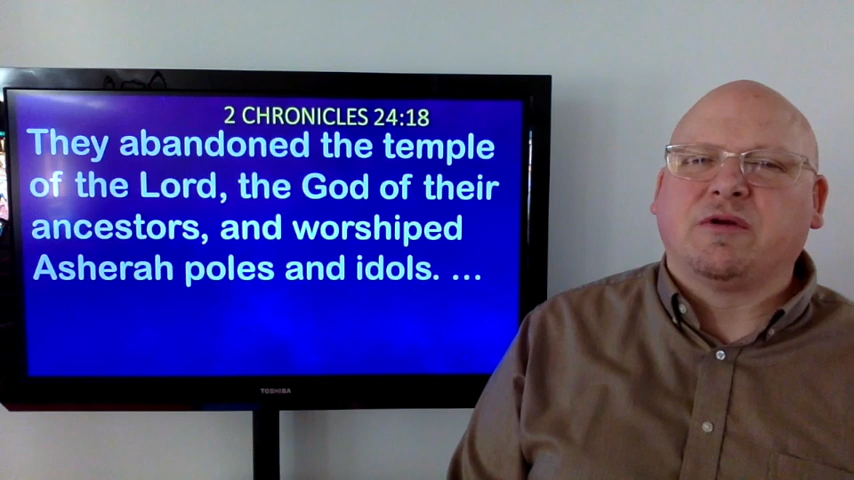 2 CHRONICLES 24:18
They abandoned the temple
of the Lord, the God of their
ancestors, and worshiped
Asherah poles and idols. ...
TOSHIBA